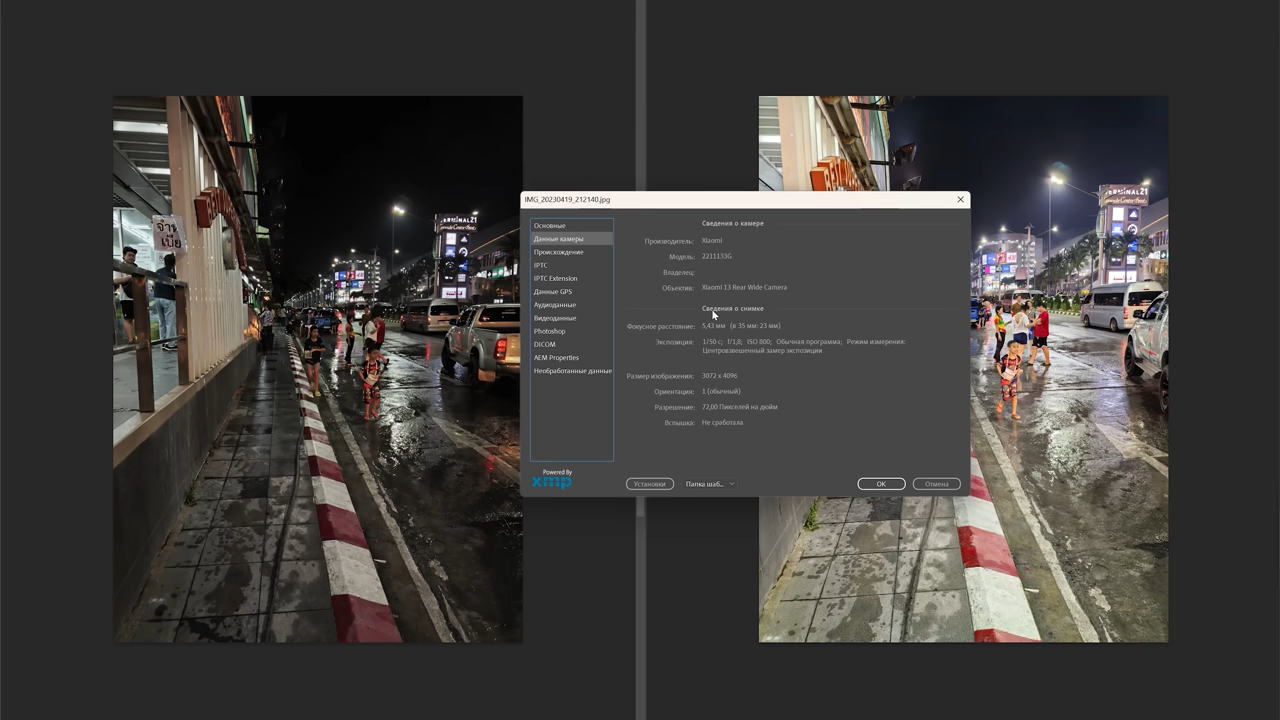 IMG_20230419_212140.jpg
Основные
Данные камеры
Происхождение
IPTC
IPTC Extension
Данные GPS
Аудиоданные
Видеоданные
Photoshop
DICOM
AEM Properties
Необработанные данные
Powered By
xmp
Сведения о камере
Производитель: Xiaomi
Модель: 2211133G
Владелец:
Объектив: Xiaomi 13 Rear Wide Camera
Сведения о снимке
Фокусное расстояние: 5,43 мм (в 35 мм: 23 мм)
Экспозиция: 1/50 с; f/1,8; ISO 800; Обычная программа; Режим измерения:
Центровзвешенный замер экспозиции
Размер изображения: 3072 x 4096
Ориентация: 1 (обычный)
Разрешение: 72,00 Пикселей на дюйм
Вспышка: Не сработала
Установки
Папка шаб...
ОК
Отмена
TERMINAL21
TERMINAL21